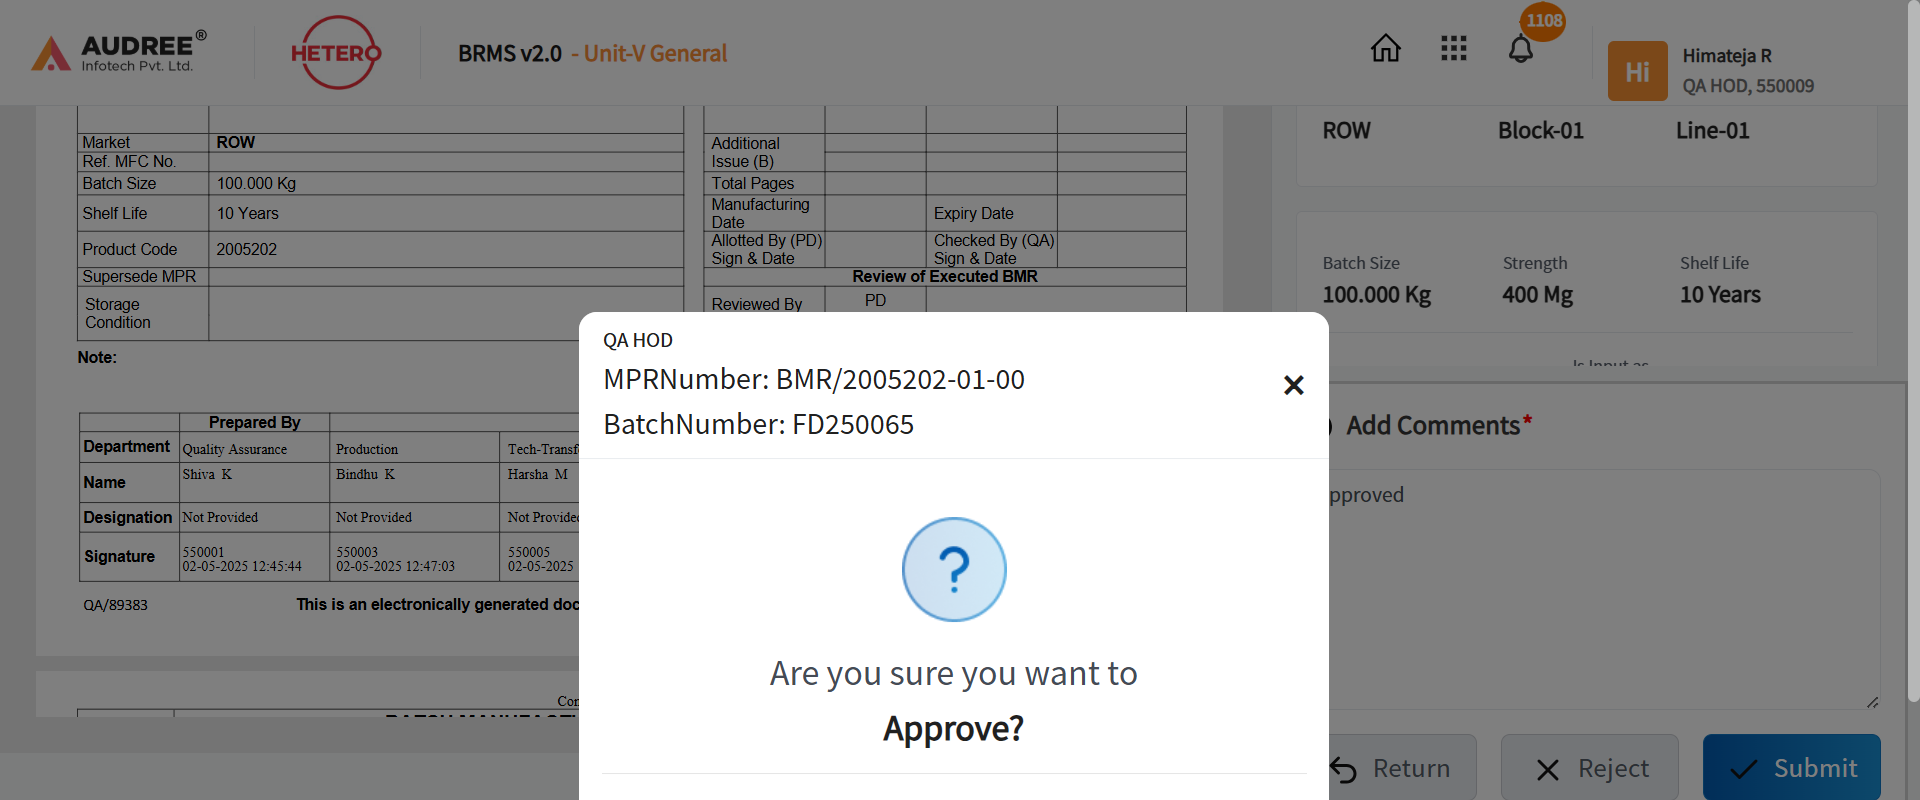 AUDREE®
Infotech Pvt. Ltd.
HETERO
BRMS v2.0 - Unit-V General
1108
Hi
Himateja R
QA HOD, 550009
Market ROW
Ref. MFC No.
Batch Size 100.000 Kg
Shelf Life 10 Years
Product Code 2005202
Supersede MPR
Storage
Condition
Note:
Additional
Issue (B)
Total Pages
Manufacturing
Date
Expiry Date
Allotted By (PD)
Sign & Date
Checked By (QA)
Sign & Date
Review of Executed BMR
Reviewed By PD
ROW Block-01 Line-01
Batch Size Strength Shelf Life
100.000 Kg 400 Mg 10 Years
Is Input as
Prepared By
Department Quality Assurance Production Tech-Transf
Name Shiva K Bindhu K Harsha M
Designation Not Provided Not Provided Not Provided
Signature 550001 550003 550005
02-05-2025 12:45:44 02-05-2025 12:47:03 02-05-2025
QA/89383 This is an electronically generated doc
QA HOD
MPRNumber: BMR/2005202-01-00
BatchNumber: FD250065
×
?
Are you sure you want to
Approve?
Add Comments*
pproved
Return Reject Submit